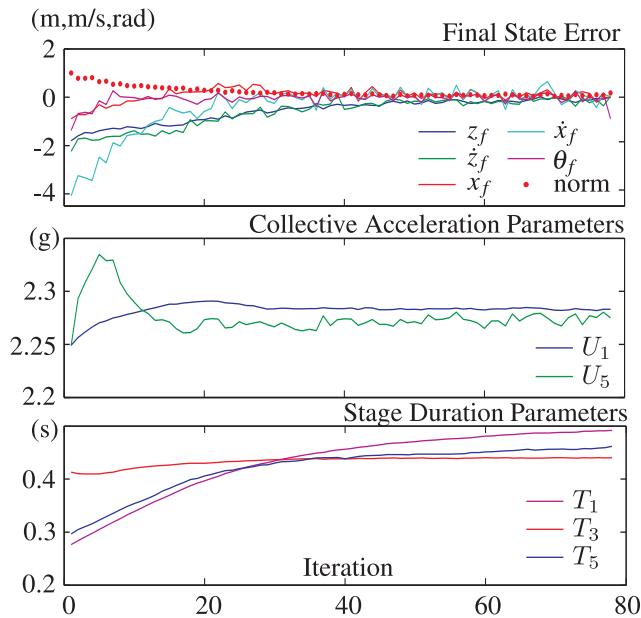 (m,m/s,rad)
Final State Error
2
0
-2
-4
z_f
ż_f
x_f
ẋ_f
θ_f
norm
Collective Acceleration Parameters
(g)
2.3
2.25
2.2
U_1
U_5
Stage Duration Parameters
(s)
0.4
0.3
0.2
T_1
T_3
T_5
Iteration
0 20 40 60 80